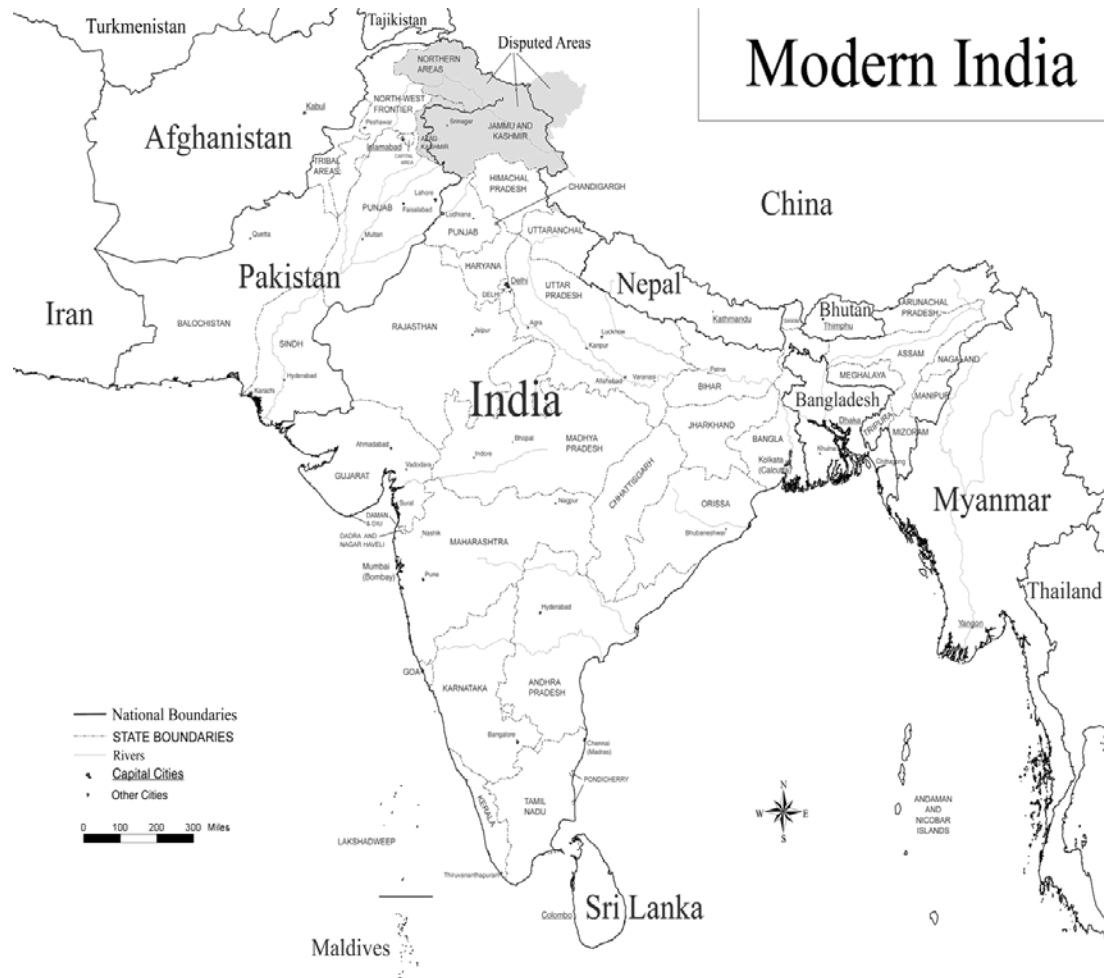 Turkmenistan
Tajikistan
Disputed Areas
Modern India
NORTHERN
AREAS
NORTH-WEST
FRONTIER
Kabul
Peshawar
Srinagar
Afghanistan
JAMMU AND
KASHMIR
Islamabad
AZAD
KASHMIR
CAPITAL
AREA
TRIBAL
AREAS
HIMACHAL
PRADESH
CHANDIGARGH
Lahore
PUNJAB
Faisalabad
Ludhiana
China
Quetta
Multan
PUNJAB
UTTARANCHAL
Pakistan
HARYANA
Delhi
DELHI
UTTAR
PRADESH
Nepal
Iran
Bhutan
ARUNACHAL
PRADESH
Kathmandu
Thimphu
BALOCHISTAN
RAJASTHAN
Jaipur
Agra
Lucknow
SINDH
Kanpur
ASSAM
NAGALAND
Hyderabad
Allahabad
Varanasi
Patna
MEGHALAYA
Karachi
BIHAR
India
Bangladesh
MANIPUR
Dhaka
TRIPURA
MIZORAM
JHARKHAND
Ahmadabad
Bhopal
MADHYA
PRADESH
BANGLA
Indore
Khulna
Chittagong
Vadodara
Kolkata
(Calcutta)
GUJARAT
CHHATTISGARH
Surat
Nagpur
ORISSA
Myanmar
DAMAN
& DIU
Bhubaneshwar
DADRA AND
NAGAR HAVELI
Nashik
MAHARASHTRA
Mumbai
(Bombay)
Pune
Thailand
Hyderabad
Yangon
GOA
KARNATAKA
ANDHRA
PRADESH
National Boundaries
STATE BOUNDARIES
Rivers
Capital Cities
Other Cities
0 100 200 300 Miles
Bangalore
Chennai
(Madras)
PONDICHERRY
N
W E
S
KERALA
TAMIL
NADU
ANDAMAN
AND
NICOBAR
ISLANDS
LAKSHADWEEP
Thiruvananthapuram
Colombo
Sri Lanka
Maldives